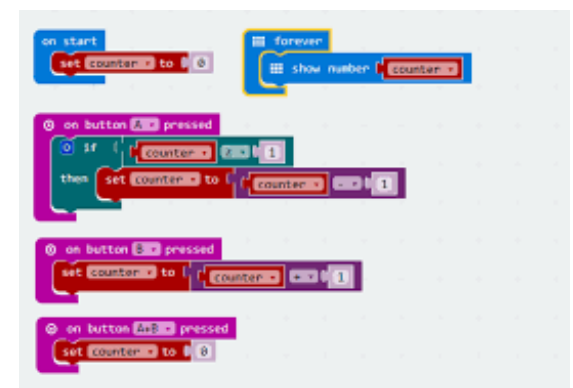 on start
set counter to 0
forever
show number counter
on button A pressed
if counter ≥ 1
then set counter to counter - 1
on button B pressed
set counter to counter + 1
on button A+B pressed
set counter to 0